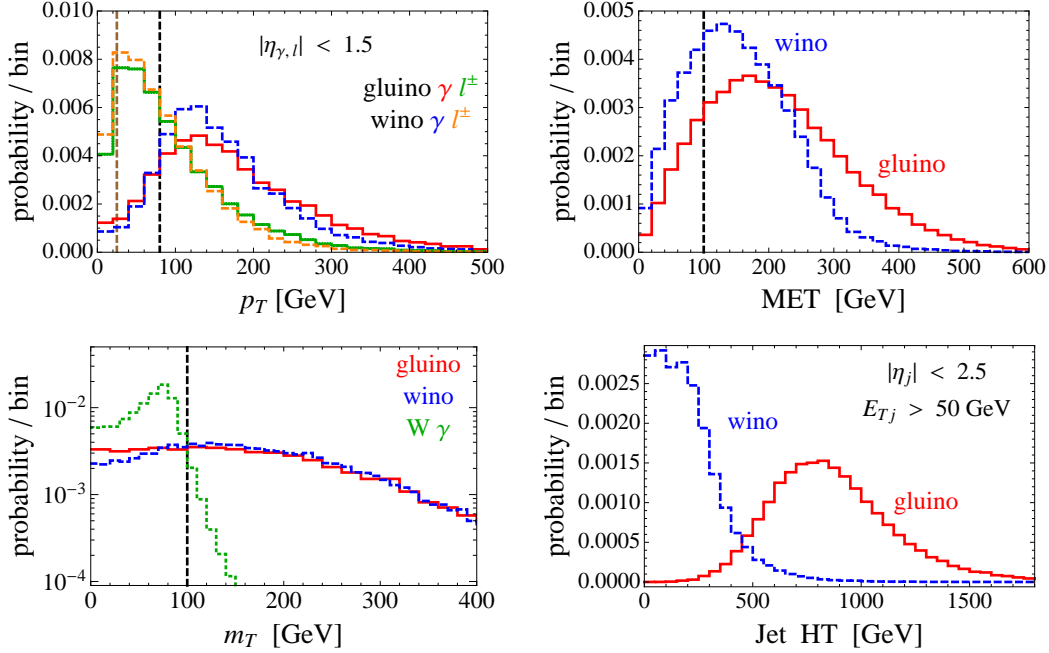 0.010
0.008
0.006
0.004
0.002
0.000
probability / bin
|η_γ, l| < 1.5
gluino γ l±
wino γ l±
0 100 200 300 400 500
p_T [GeV]
0.005
0.004
0.003
0.002
0.001
0.000
probability / bin
wino
gluino
0 100 200 300 400 500 600
MET [GeV]
10⁻²
10⁻³
10⁻⁴
probability / bin
gluino
wino
W γ
0 100 200 300 400
m_T [GeV]
0.0025
0.0020
0.0015
0.0010
0.0005
0.0000
probability / bin
|η_j| < 2.5
E_Tj > 50 GeV
wino
gluino
0 500 1000 1500
Jet HT [GeV]